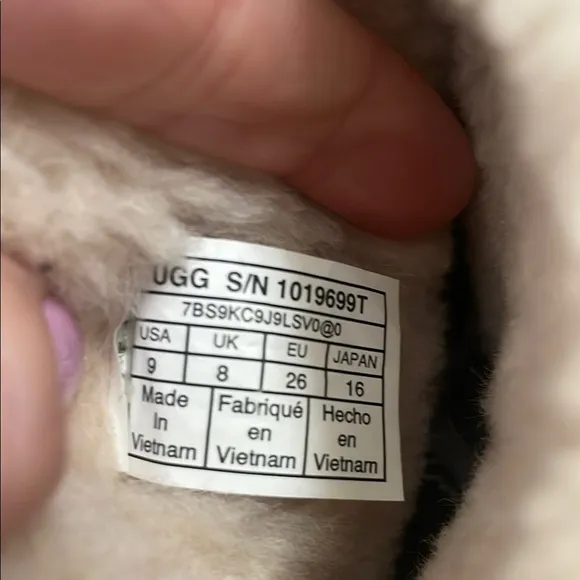 UGG S/N 1019699T
7BS9KC9J9LSV0@0
USA UK EU JAPAN
9 8 26 16
Made Fabriqué Hecho
In en en
Vietnam Vietnam Vietnam